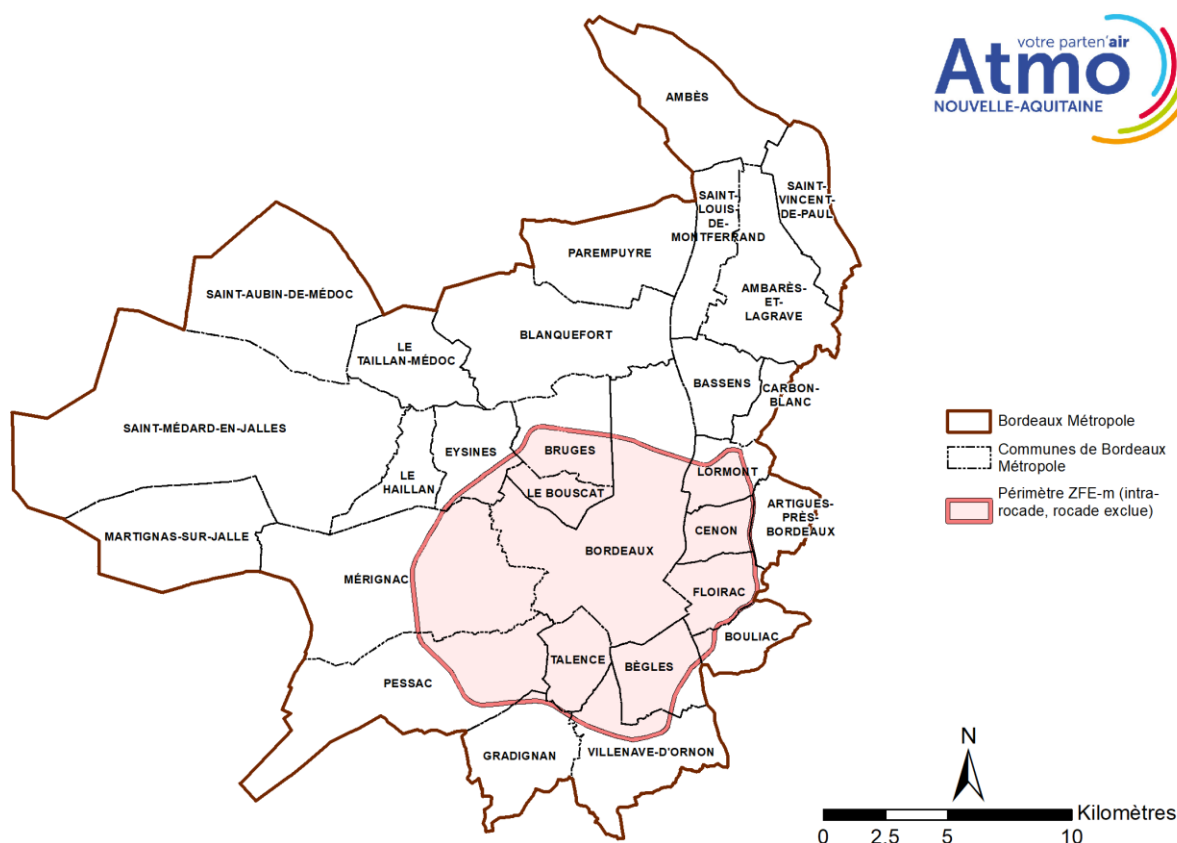 votre parten'air
Atmo
NOUVELLE-AQUITAINE
AMBÈS
SAINT-
LOUIS-
DE-
MONTFERRAND
SAINT-
VINCENT-
DE-PAUL
PAREMPUYRE
SAINT-AUBIN-DE-MÉDOC
AMBARÈS-
ET-
LAGRAVE
BLANQUEFORT
LE
TAILLAN-MÉDOC
BASSENS
CARBON-
BLANC
SAINT-MÉDARD-EN-JALLES
EYSINES
BRUGES
LE
HAILLAN
LE BOUSCAT
LORMONT
ARTIGUES-
PRÈS-
BORDEAUX
MARTIGNAS-SUR-JALLE
CENON
BORDEAUX
MÉRIGNAC
FLOIRAC
BOULIAC
TALENCE
BÈGLES
PESSAC
GRADIGNAN
VILLENAVE-D'ORNON
Bordeaux Métropole
Communes de Bordeaux
Métropole
Périmètre ZFE-m (intra-
rocade, rocade exclue)
N
Kilomètres
0 2,5 5 10